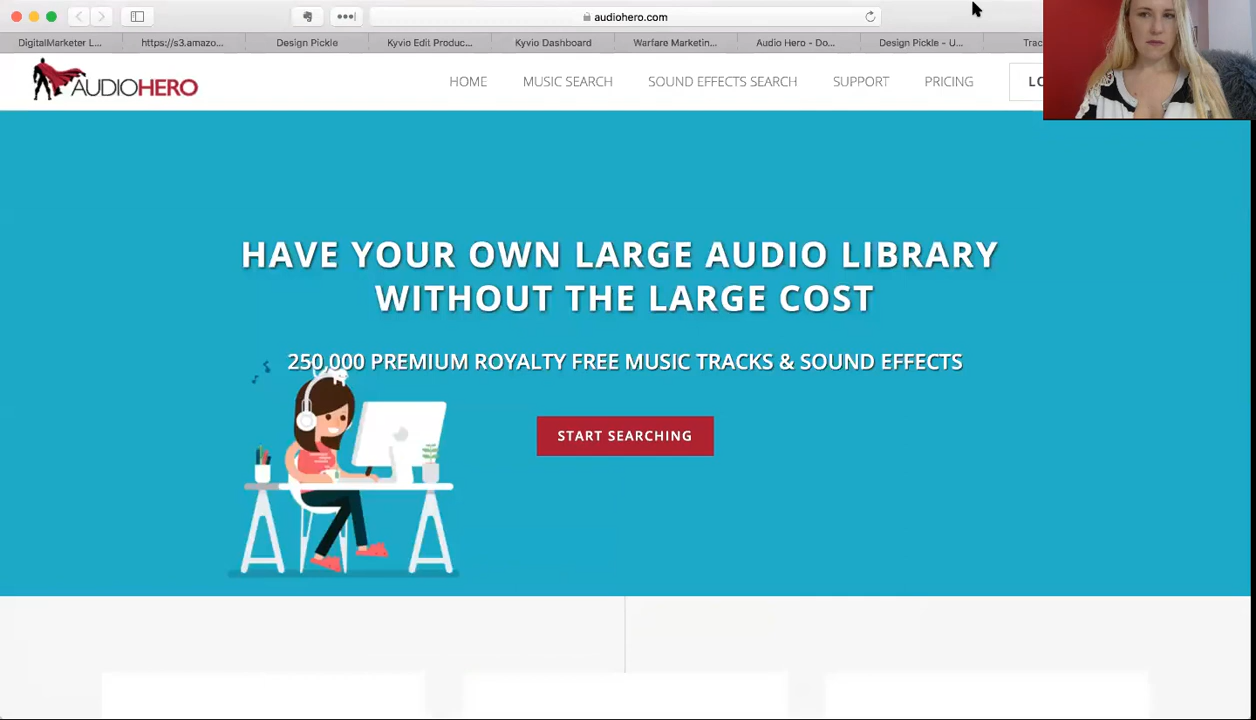 audiohero.com
DigitalMarketer L...
https://s3.amazo...
Design Pickle
Kyvio Edit Produc...
Kyvio Dashboard
Warfare Marketin...
Audio Hero - Do...
Design Pickle - U...
Trac
AUDIOHERO
HOME
MUSIC SEARCH
SOUND EFFECTS SEARCH
SUPPORT
PRICING
LO
HAVE YOUR OWN LARGE AUDIO LIBRARY
WITHOUT THE LARGE COST
250,000 PREMIUM ROYALTY FREE MUSIC TRACKS & SOUND EFFECTS
START SEARCHING